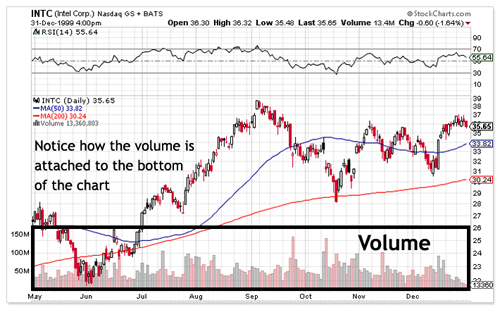 INTC (Intel Corp.) Nasdaq GS + BATS
© StockCharts.com
31-Dec-1999 4:00pm
Open 36.30 High 36.32 Low 35.48 Last 35.65 Volume 13.4M Chg -0.60 (-1.64%)
RSI(14) 55.64
90
70
55.64
50
30
10
INTC (Daily) 35.65
MA(50) 33.82
MA(200) 30.24
Volume 13,360,803
Notice how the volume is
attached to the bottom
of the chart
39
38
37
36
35.65
35
34
33.82
33
32
31
30.24
30
29
28
27
26
25
24
23
22
21
150M
100M
50M
13360
Volume
May Jun Jul Aug Sep Oct Nov Dec